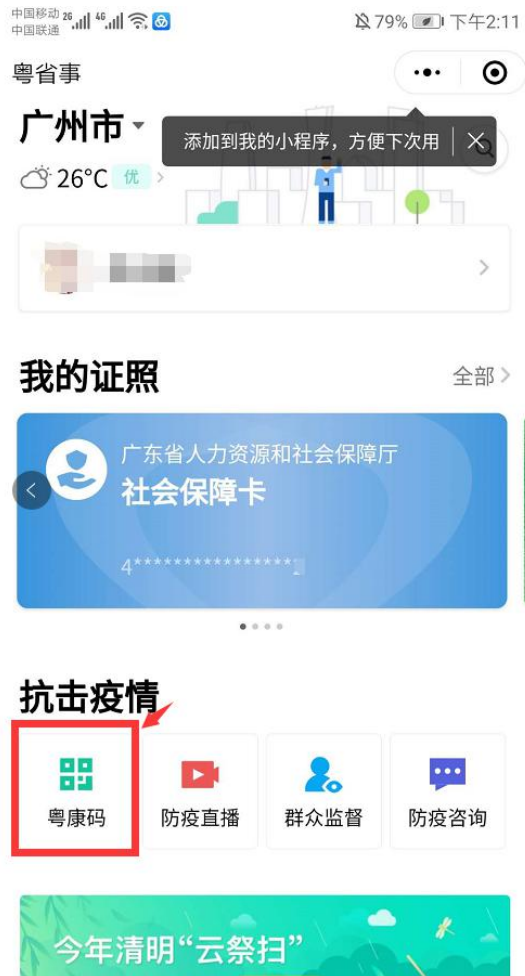 中国移动 26 46 79% 下午2:11
中国联通
粤省事
广州市
添加到我的小程序，方便下次用
26°C 优
我的证照 全部
广东省人力资源和社会保障厅
社会保障卡
4****************
抗击疫情
粤康码 防疫直播 群众监督 防疫咨询
今年清明“云祭扫”